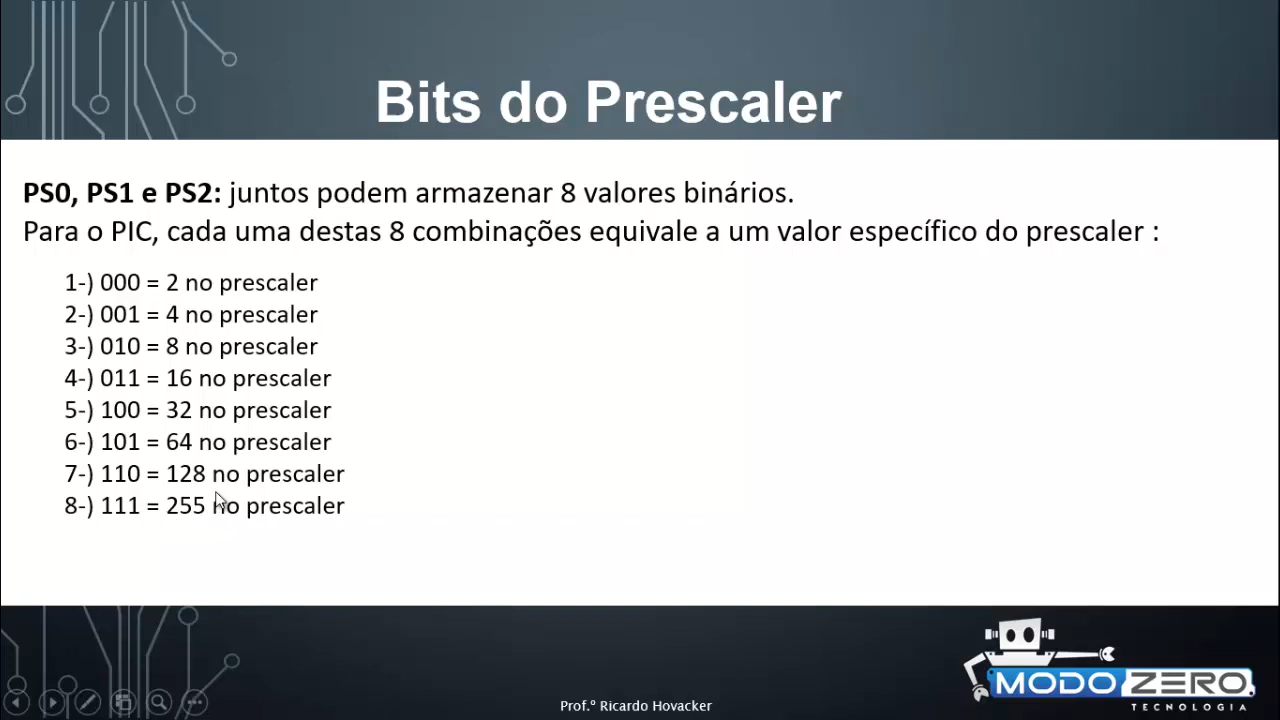 Bits do Prescaler
PS0, PS1 e PS2: juntos podem armazenar 8 valores binários.
Para o PIC, cada uma destas 8 combinações equivale a um valor específico do prescaler :
1-) 000 = 2 no prescaler
2-) 001 = 4 no prescaler
3-) 010 = 8 no prescaler
4-) 011 = 16 no prescaler
5-) 100 = 32 no prescaler
6-) 101 = 64 no prescaler
7-) 110 = 128 no prescaler
8-) 111 = 255 no prescaler
MODO ZERO.
TECNOLOGIA
Prof.º Ricardo Hovacker